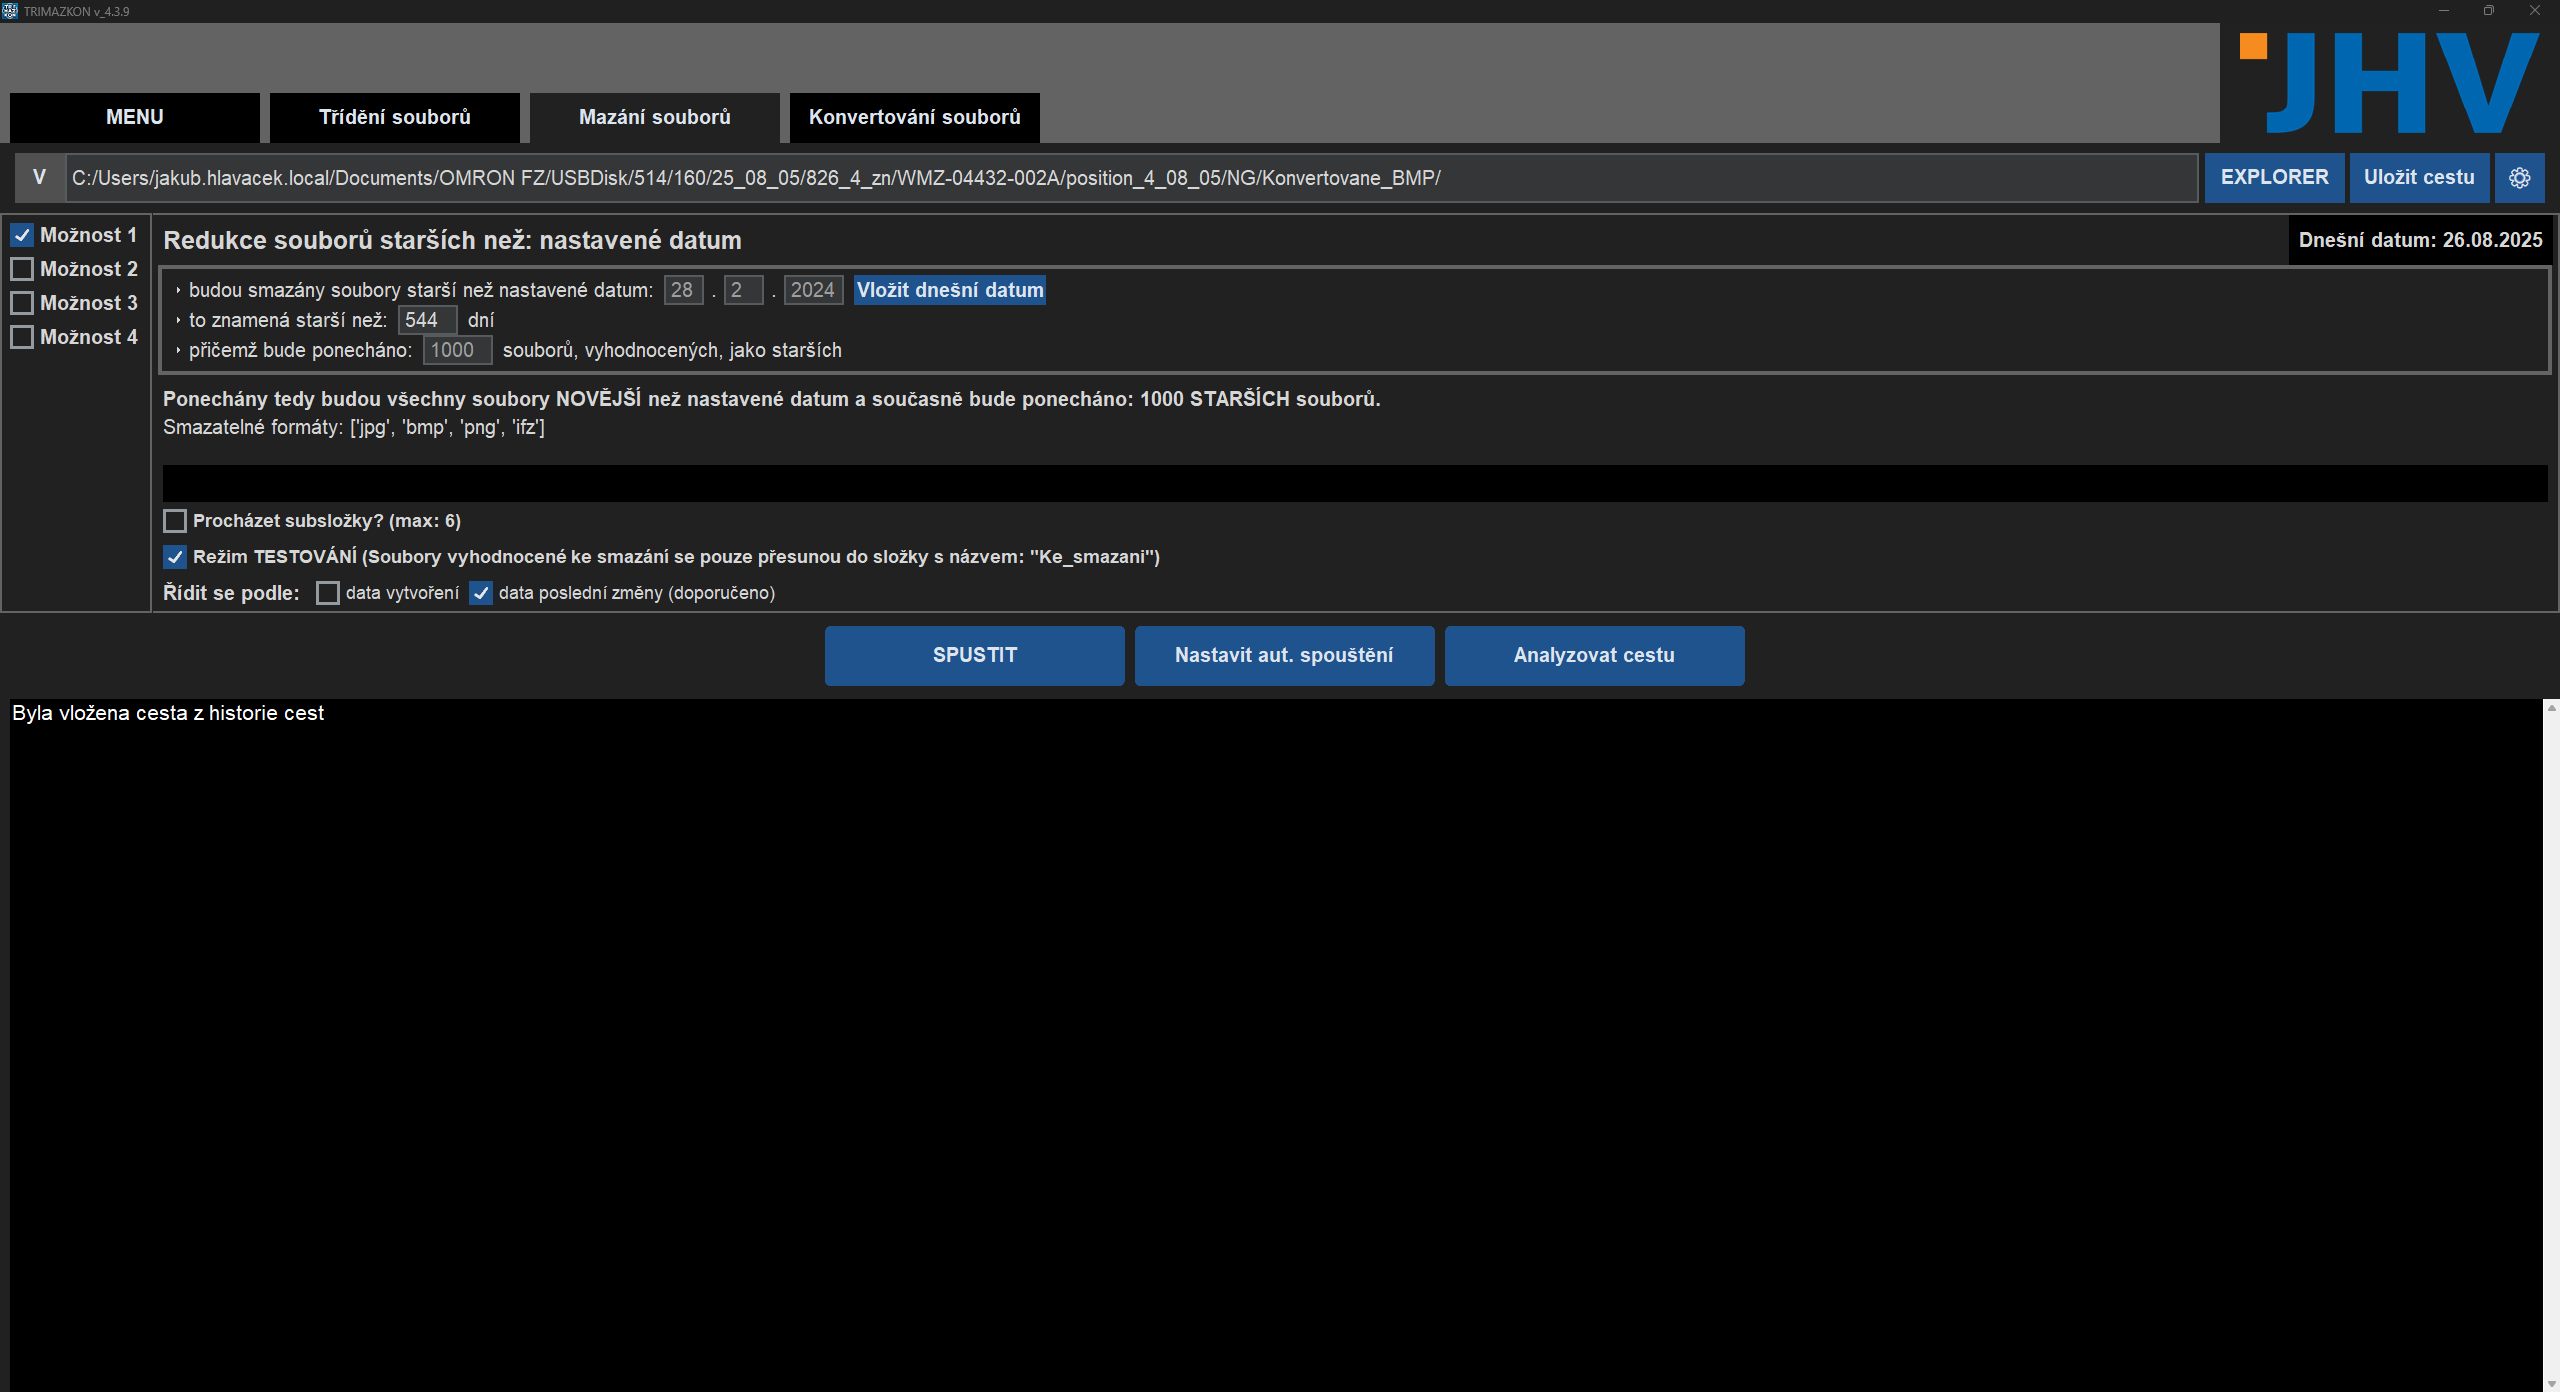 TRIMAZKON v_4.3.9
JHV
MENU Třídění souborů Mazání souborů Konvertování souborů
V C:/Users/jakub.hlavacek.local/Documents/OMRON FZ/USBDisk/514/160/25_08_05/826_4_zn/WMZ-04432-002A/position_4_08_05/NG/Konvertovane_BMP/ EXPLORER Uložit cestu
Možnost 1
Možnost 2
Možnost 3
Možnost 4
Redukce souborů starších než: nastavené datum
Dnešní datum: 26.08.2025
budou smazány soubory starší než nastavené datum: 28 . 2 . 2024 Vložit dnešní datum
to znamená starší než: 544 dní
přičemž bude ponecháno: 1000 souborů, vyhodnocených, jako starších
Ponechány tedy budou všechny soubory NOVĚJŠÍ než nastavené datum a současně bude ponecháno: 1000 STARŠÍCH souborů.
Smazatelné formáty: ['jpg', 'bmp', 'png', 'ifz']
Procházet subsložky? (max: 6)
Režim TESTOVÁNÍ (Soubory vyhodnocené ke smazání se pouze přesunou do složky s názvem: "Ke_smazani")
Řídit se podle: data vytvoření data poslední změny (doporučeno)
SPUSTIT Nastavit aut. spouštění Analyzovat cestu
Byla vložena cesta z historie cest